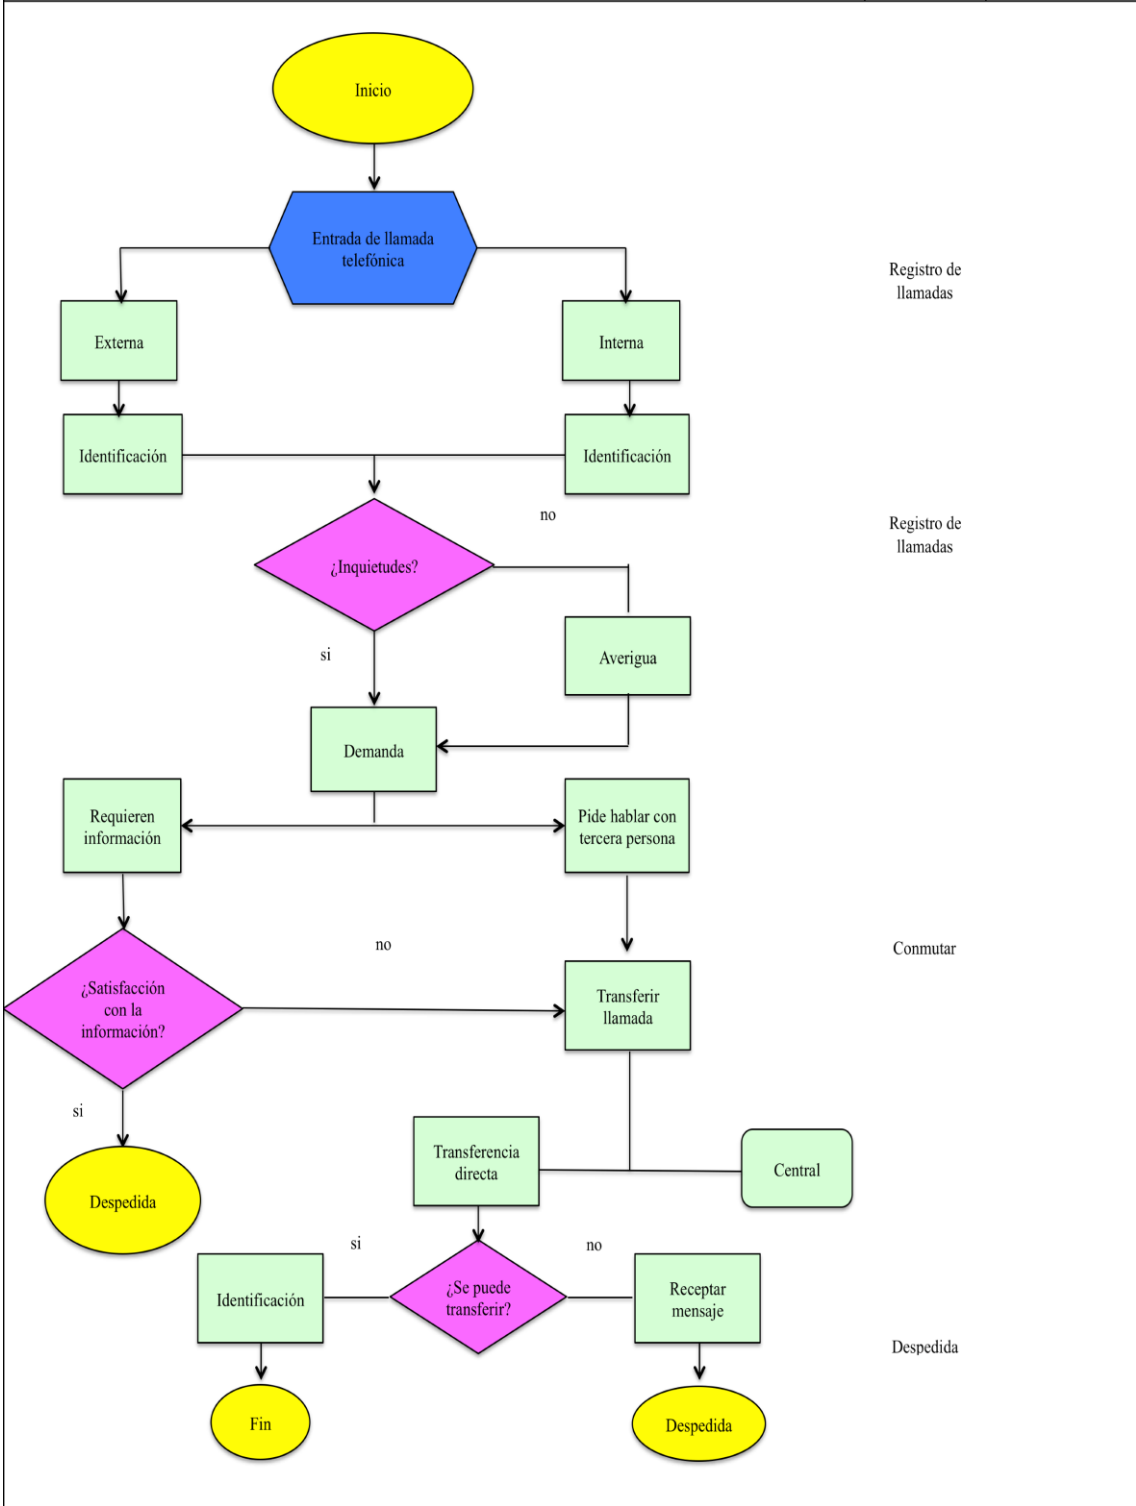 Inicio
Entrada de llamada
telefónica
Registro de
llamadas
Externa
Interna
Identificación
Identificación
no
Registro de
llamadas
¿Inquietudes?
si
Averigua
Demanda
Requieren
información
Pide hablar con
tercera persona
no
Conmutar
¿Satisfacción
con la
información?
Transferir
llamada
si
Transferencia
directa
Central
Despedida
si
no
Identificación
¿Se puede
transferir?
Receptar
mensaje
Despedida
Fin
Despedida